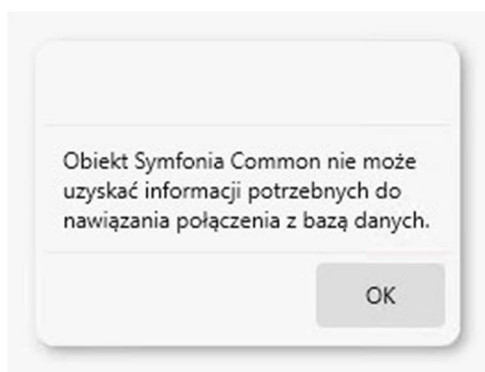 Obiekt Symfonia Common nie może
uzyskać informacji potrzebnych do
nawiązania połączenia z bazą danych.
OK